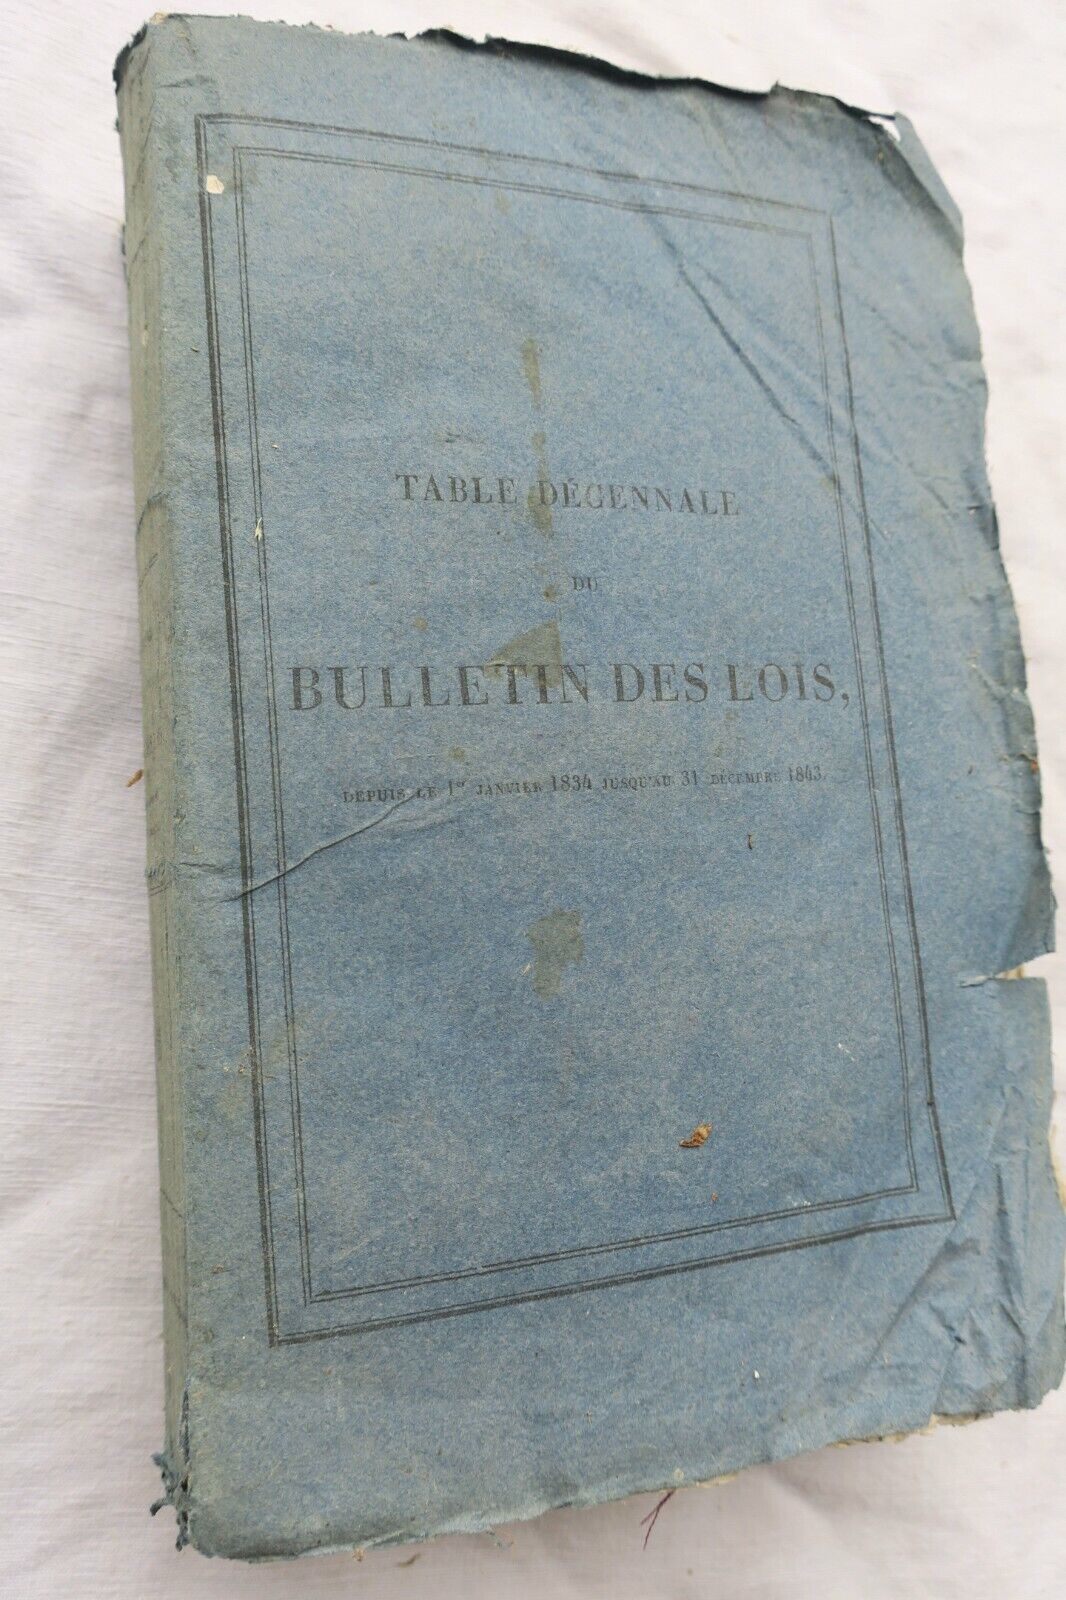 TABLE DÉCENNALE
DU
BULLETIN DES LOIS,
DEPUIS LE 1er JANVIER 1834 JUSQU'AU 31 DÉCEMBRE 1843.